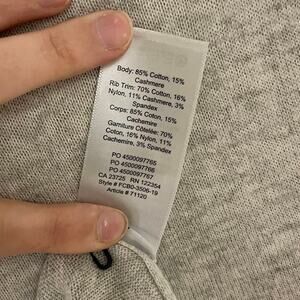 Body: 85% Cotton, 15%
Cashmere
Rib Trim: 70% Cotton, 16%
Nylon, 11% Cashmere, 3%
Spandex
Corps: 85% Coton, 15%
Cachemire
Garniture Côtelée: 70%
Coton, 16% Nylon, 11%
Cachemire, 3% Spandex
PO 4500097765
PO 4500097766
PO 4500097767
CA 23725 RN 122354
Style # FCB0-3506-19
Article # 71120